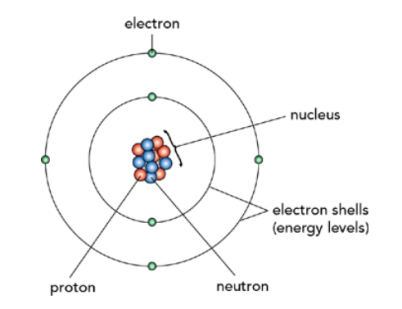 electron
nucleus
electron shells
(energy levels)
proton
neutron